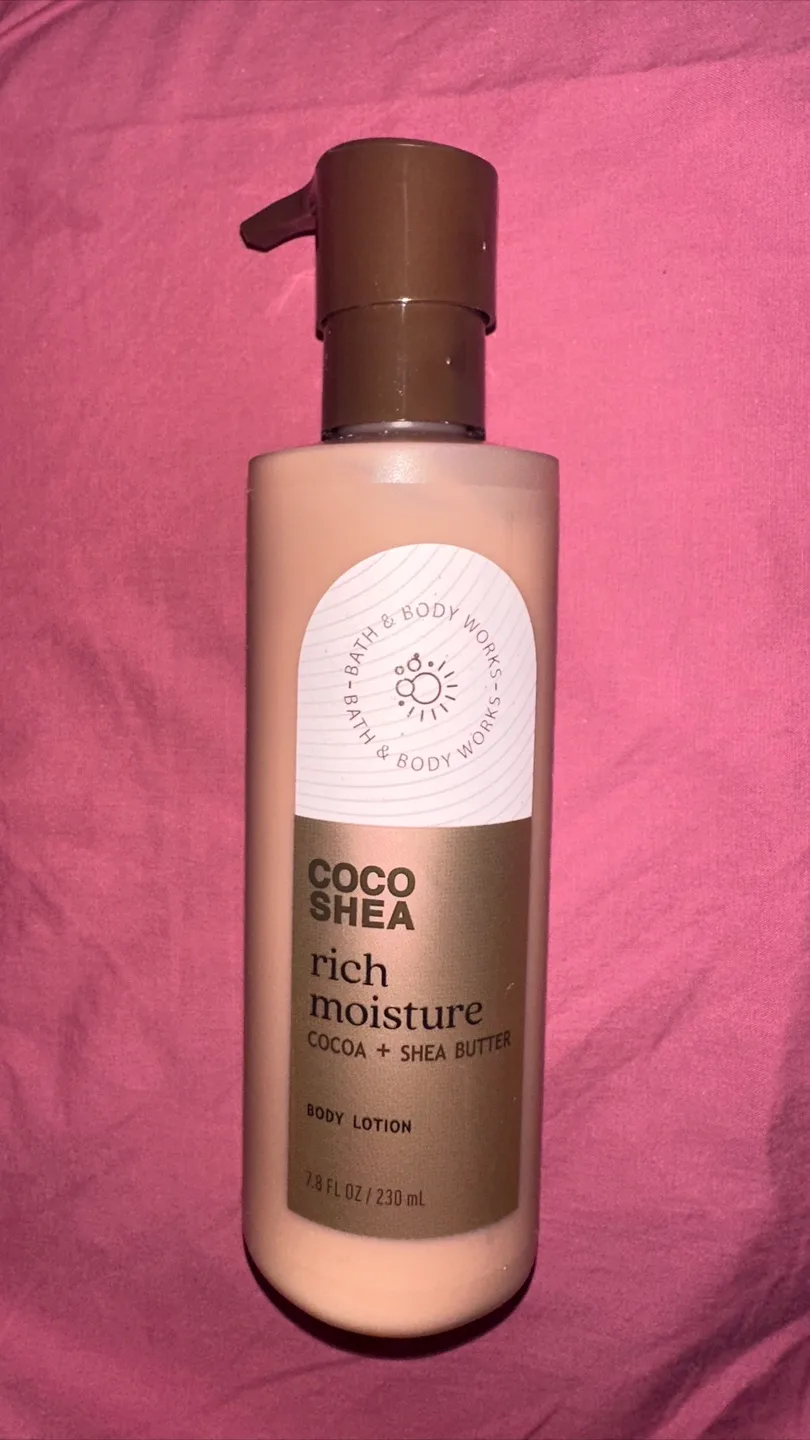 BATH & BODY WORKS - BATH & BODY WORKS -
COCO
SHEA
rich
moisture
COCOA + SHEA BUTTER
BODY LOTION
7.8 FL OZ / 230 mL